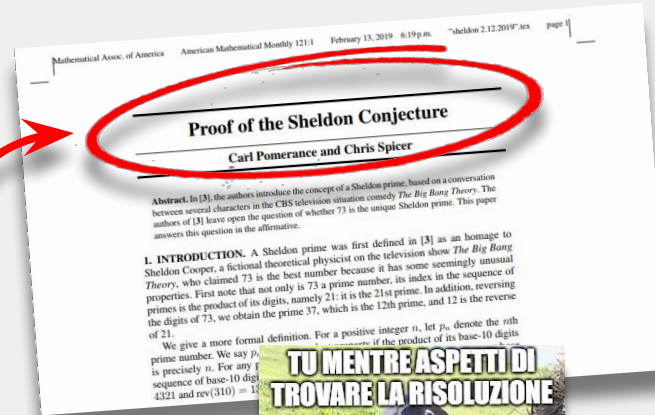 Mathematical Assoc. of America American Mathematical Monthly 121:1 February 13, 2019 6:19 p.m. "sheldon 2.12.2019".tex page 1
Proof of the Sheldon Conjecture
Carl Pomerance and Chris Spicer
Abstract. In [3], the authors introduce the concept of a Sheldon prime, based on a conversation
between several characters in the CBS television situation comedy The Big Bang Theory. The
authors of [3] leave open the question of whether 73 is the unique Sheldon prime. This paper
answers this question in the affirmative.
1. INTRODUCTION. A Sheldon prime was first defined in [3] as an homage to
Sheldon Cooper, a fictional theoretical physicist on the television show The Big Bang
Theory, who claimed 73 is the best number because it has some seemingly unusual
properties. First note that not only is 73 a prime number, its index in the sequence of
primes is the product of its digits, namely 21: it is the 21st prime. In addition, reversing
the digits of 73, we obtain the prime 37, which is the 12th prime, and 12 is the reverse
of 21.
We give a more formal definition. For a positive integer n, let pn denote the nth
prime number. We say p if the product of its base-10 digits
is precisely n. For any p
sequence of base-10 digi
4321 and rev(310) = 1
TU MENTRE ASPETTI DI
TROVARE LA RISOLUZIONE